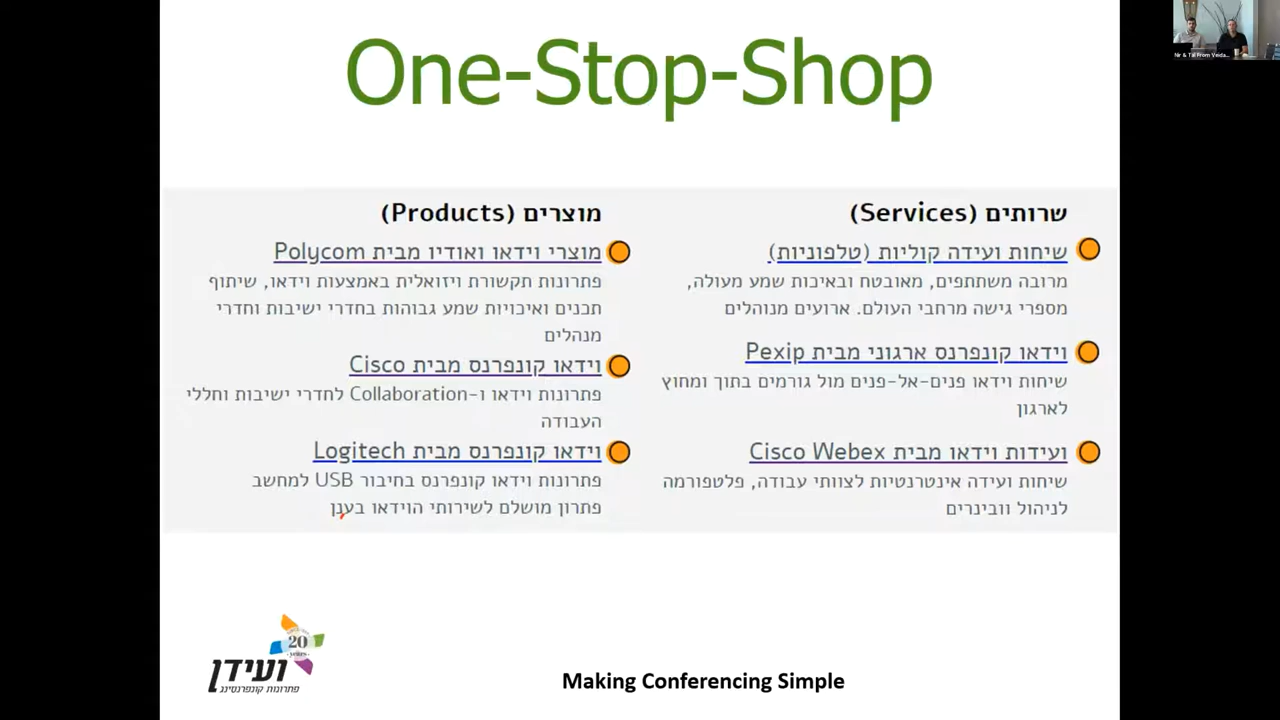 One-Stop-Shop
שרותים (Services)
שיחות ועידה קוליות (טלפוניות)
מרובה משתתפים, מאובטח ובאיכות שמע מעולה,
מספרי גישה מרחבי העולם. ארועים מנוהלים
וידאו קונפרנס ארגוני מבית Pexip
שיחות וידאו פנים-אל-פנים מול גורמים בתוך ומחוץ
לארגון
ועידות וידאו מבית Cisco Webex
שיחות ועידה אינטרנטיות לצוותי עבודה, פלטפורמה
לניהול וובינרים
מוצרים (Products)
מוצרי וידאו ואודיו מבית Polycom
פתרונות תקשורת ויזואלית באמצעות וידאו, שיתוף
תכנים ואיכויות שמע גבוהות בחדרי ישיבות וחדרי
מנהלים
וידאו קונפרנס מבית Cisco
פתרונות וידאו ו-Collaboration לחדרי ישיבות וחללי
העבודה
וידאו קונפרנס מבית Logitech
פתרונות וידאו קונפרנס בחיבור USB למחשב
פתרון מושלם לשירותי הוידאו בענן
20
years
ועידן
פתרונות קונפרנסינג
Making Conferencing Simple
Nir & Tal From Veida...